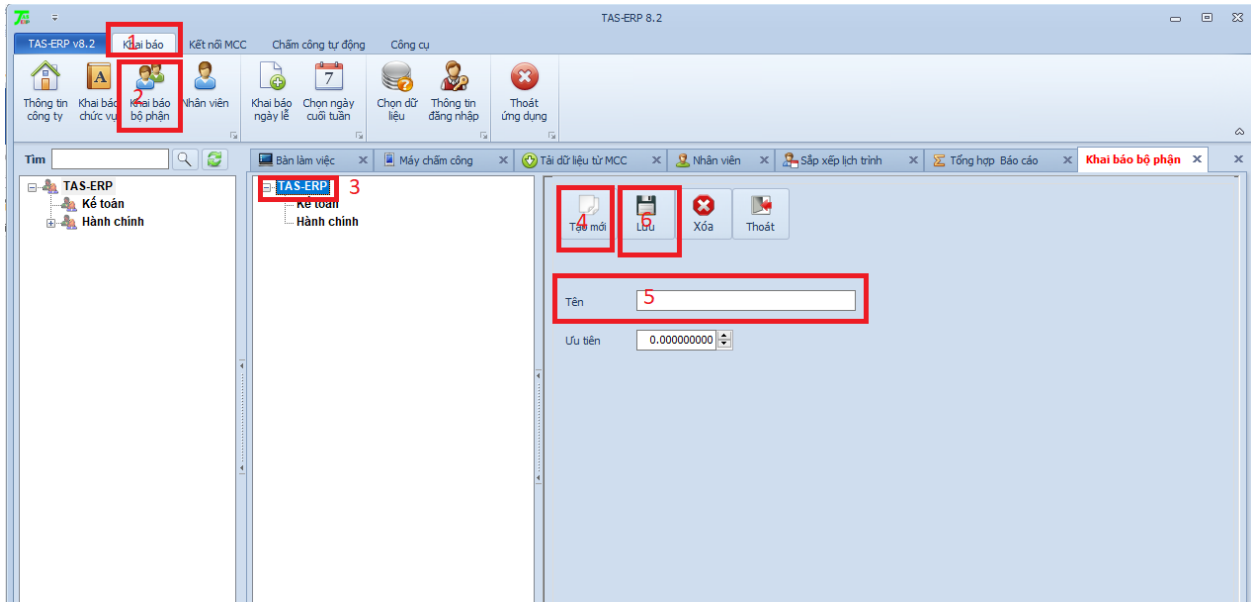 TAS-ERP 8.2
TAS-ERP v8.2 Khai báo Kết nối MCC Chấm công tự động Công cụ
1
2
Thông tin công ty
Khai báo chức vụ
Khai báo bộ phận
Nhân viên
Khai báo ngày lễ
7
Chọn ngày cuối tuần
Chọn dữ liệu
Thông tin đăng nhập
Thoát ứng dụng
Tìm
Bàn làm việc Máy chấm công Tải dữ liệu từ MCC Nhân viên Sắp xếp lịch trình Tổng hợp Báo cáo Khai báo bộ phận
TAS-ERP
Kế toán
Hành chính
TAS-ERP 3
Kế toán
Hành chính
4 6
Tạo mới Lưu Xóa Thoát
Tên 5
Ưu tiên 0.000000000